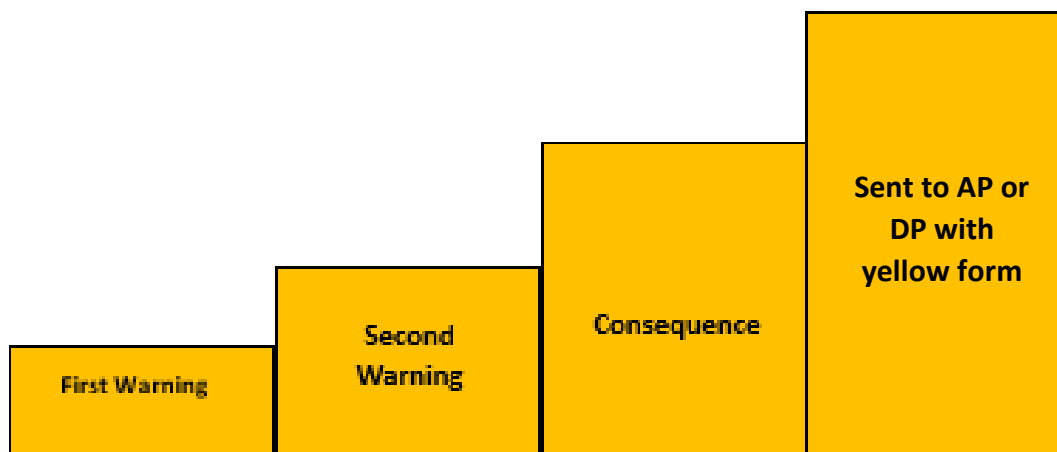 First Warning
Second
Warning
Consequence
Sent to AP or
DP with
yellow form